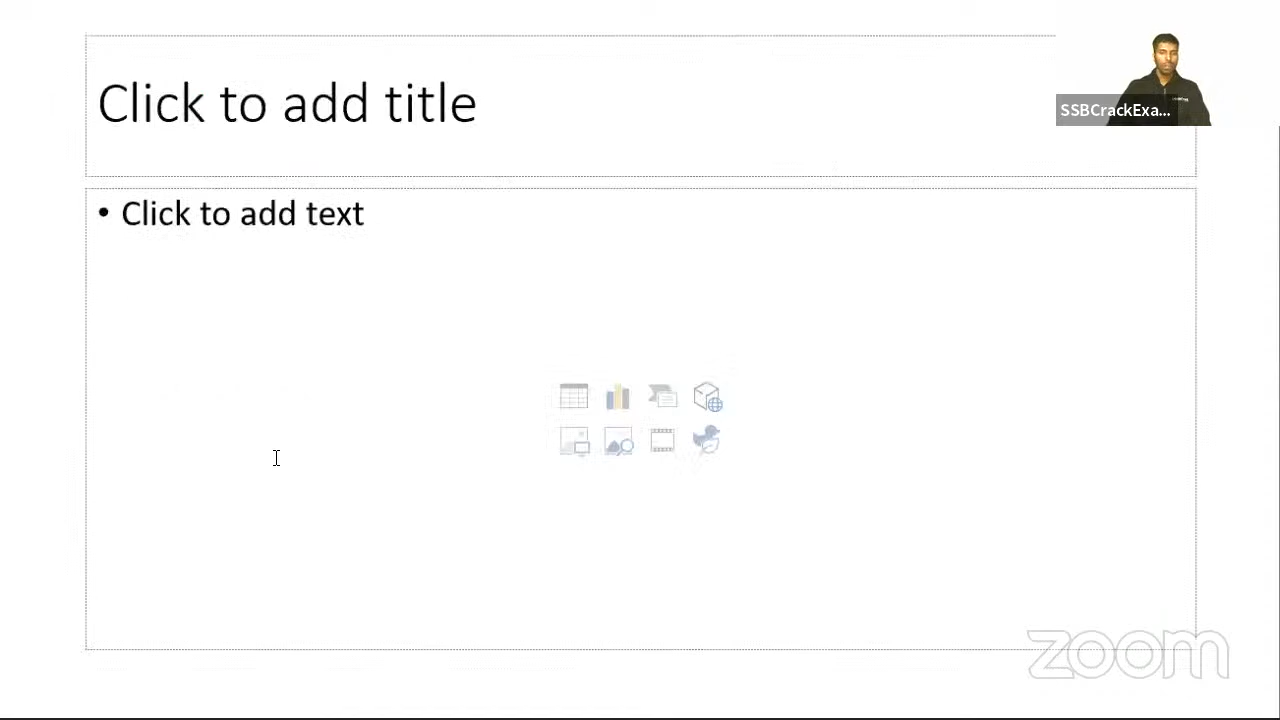 Click to add title
SSBCrackExa...
• Click to add text
zoom